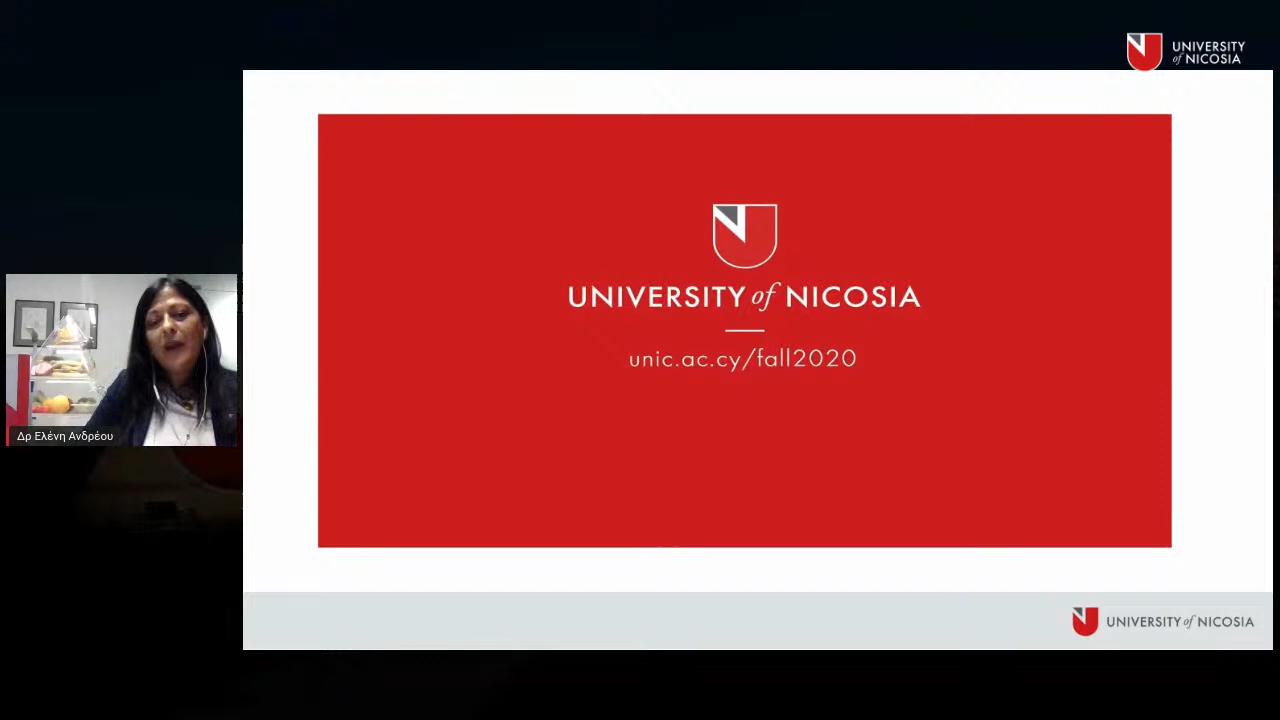 UNIVERSITY
of NICOSIA
UNIVERSITY of NICOSIA
unic.ac.cy/fall2020
Δρ Ελένη Ανδρέου
UNIVERSITY of NICOSIA